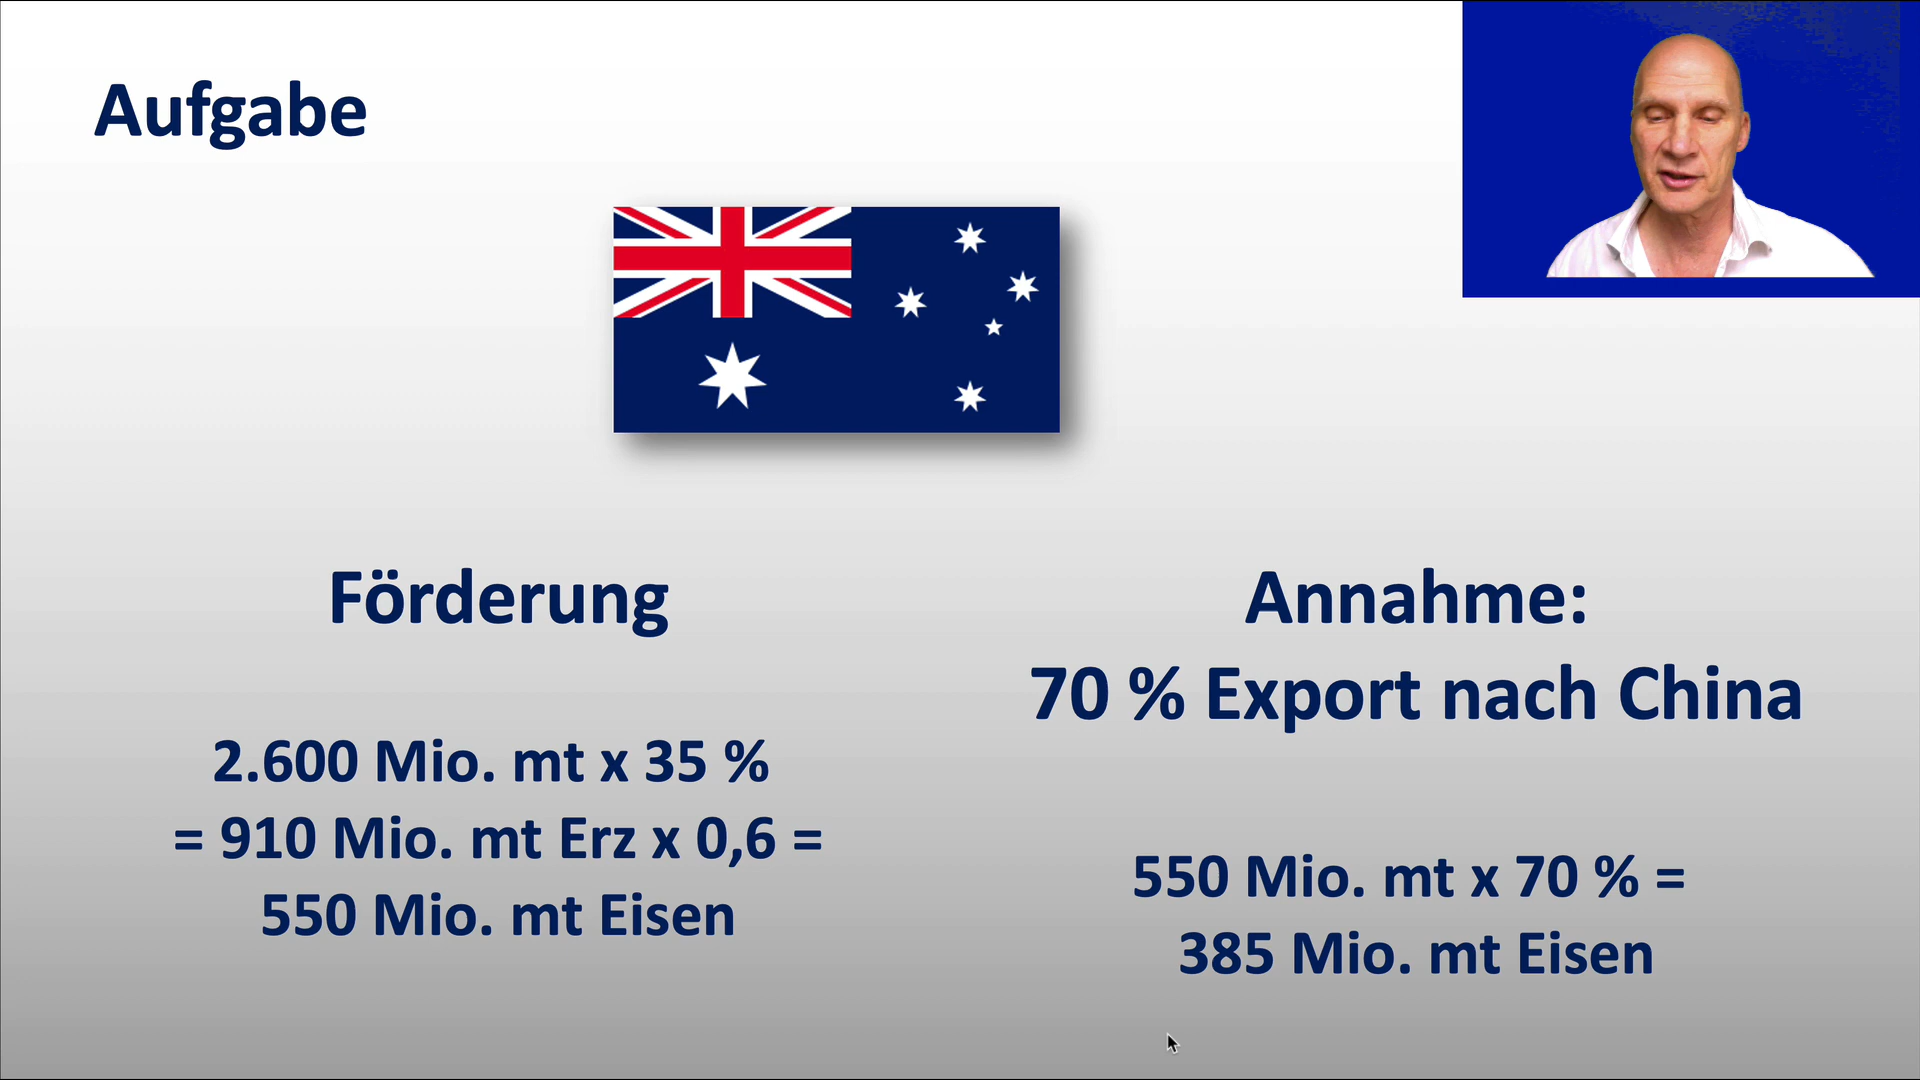 Aufgabe
Förderung
2.600 Mio. mt x 35 %
= 910 Mio. mt Erz x 0,6 =
550 Mio. mt Eisen
Annahme:
70 % Export nach China
550 Mio. mt x 70 % =
385 Mio. mt Eisen